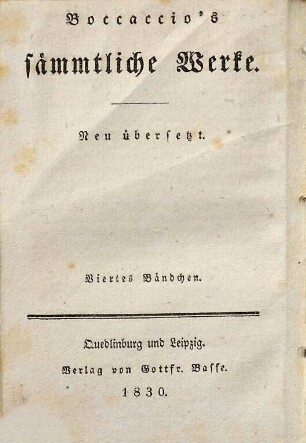 Boccaccio's
sämmtliche Werke.
Neu übersetzt.
Viertes Bändchen.
Quedlinburg und Leipzig.
Verlag von Gottfr. Basse.
1830.